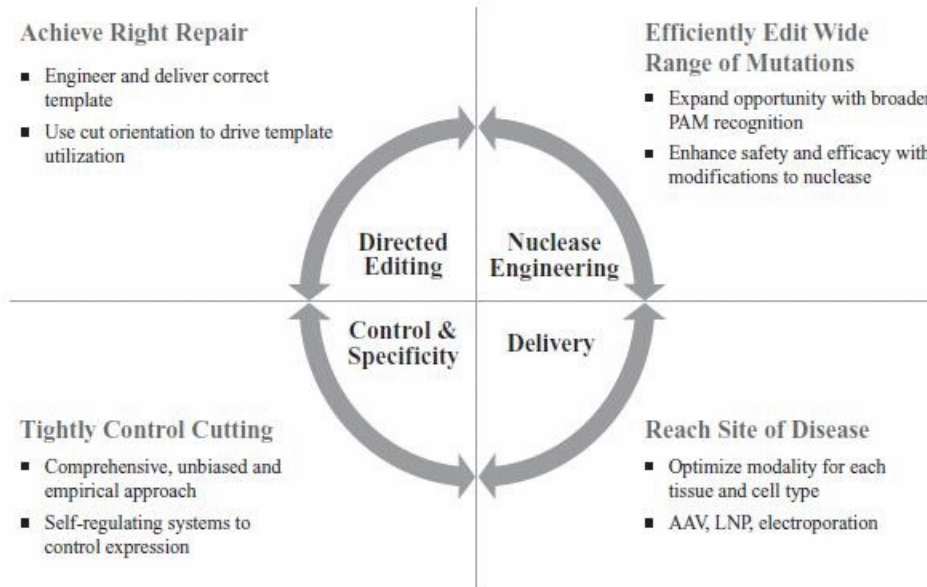 Achieve Right Repair
■ Engineer and deliver correct
template
■ Use cut orientation to drive template
utilization
Efficiently Edit Wide
Range of Mutations
■ Expand opportunity with broader
PAM recognition
■ Enhance safety and efficacy with
modifications to nuclease
Directed
Editing
Nuclease
Engineering
Control &
Specificity
Delivery
Tightly Control Cutting
■ Comprehensive, unbiased and
empirical approach
■ Self-regulating systems to
control expression
Reach Site of Disease
■ Optimize modality for each
tissue and cell type
■ AAV, LNP, electroporation